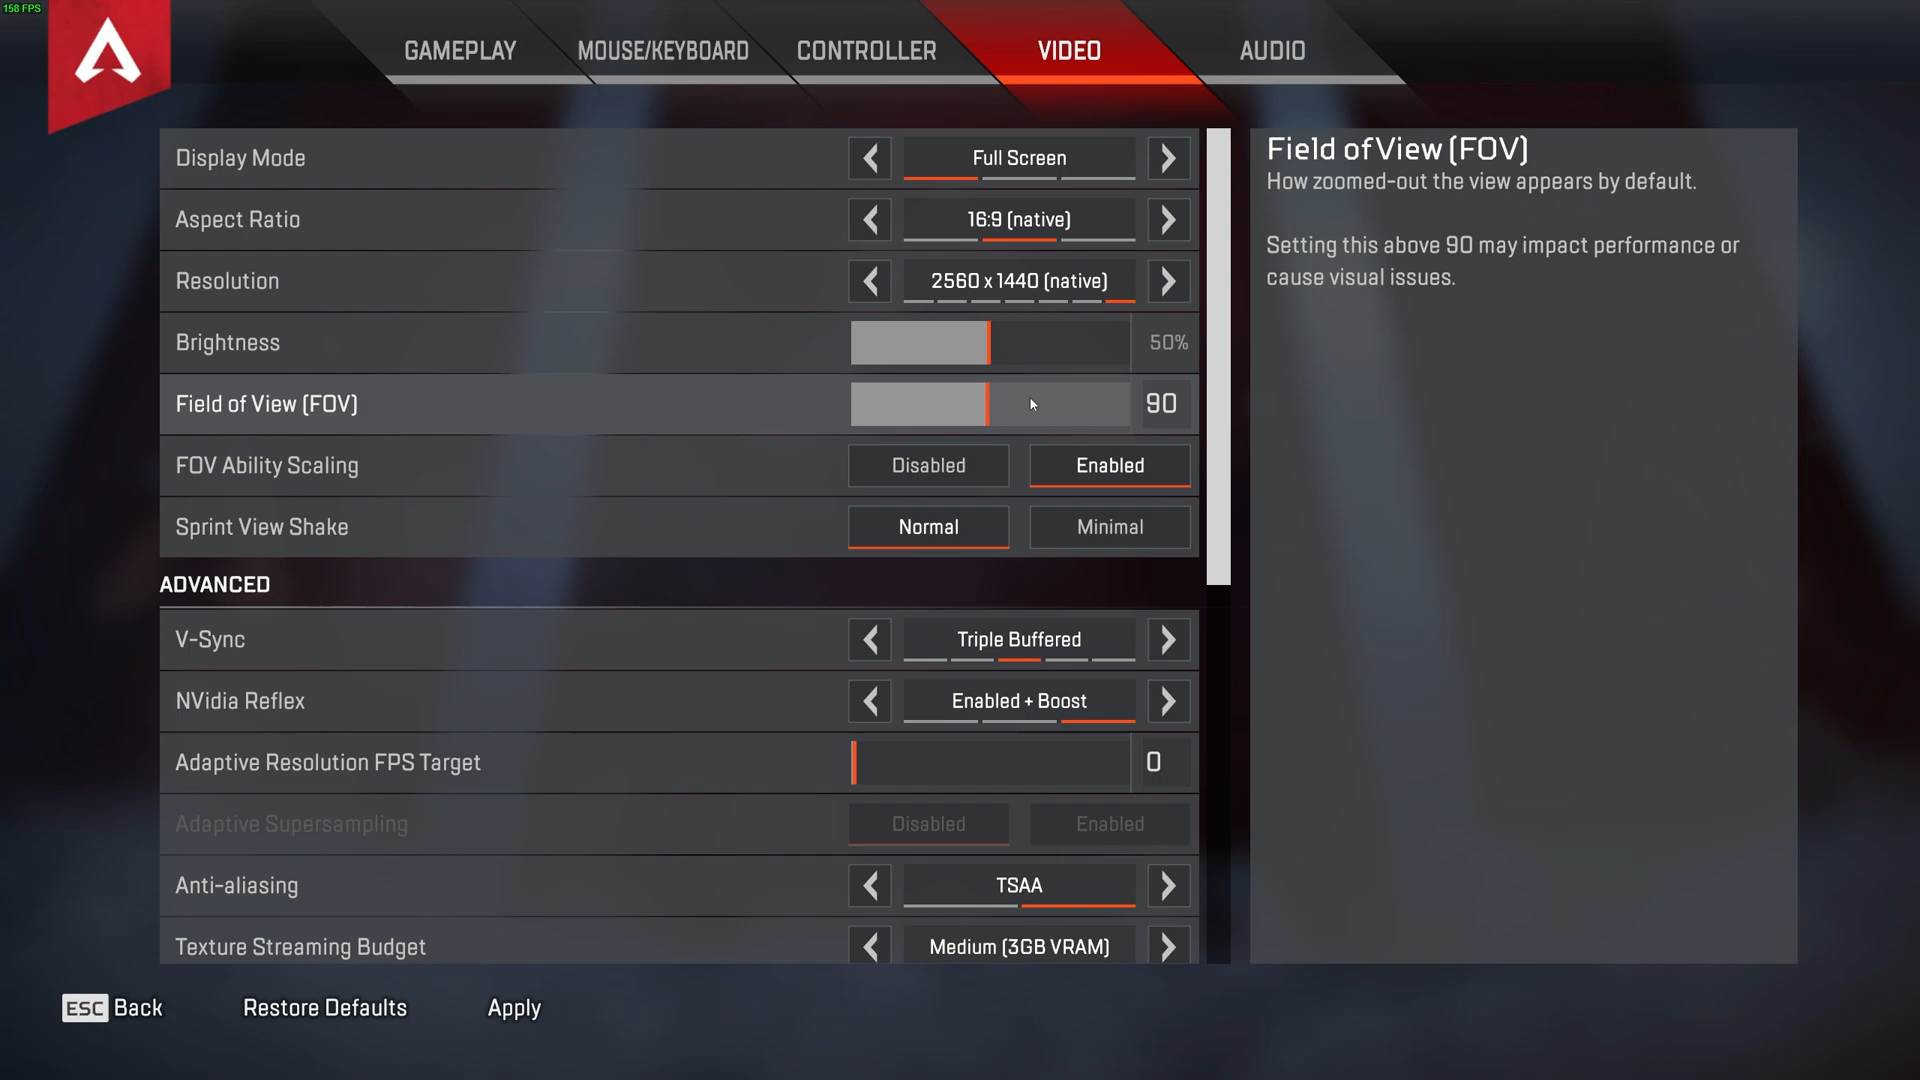 158 FPS
GAMEPLAY
MOUSE/KEYBOARD
CONTROLLER
VIDEO
AUDIO
Display Mode
Full Screen
Aspect Ratio
16:9 (native)
Resolution
2560 x 1440 (native)
Brightness
50%
Field of View (FOV)
90
FOV Ability Scaling
Disabled
Enabled
Sprint View Shake
Normal
Minimal
ADVANCED
V-Sync
Triple Buffered
NVidia Reflex
Enabled + Boost
Adaptive Resolution FPS Target
0
Adaptive Supersampling
Disabled
Enabled
Anti-aliasing
TSAA
Texture Streaming Budget
Medium (3GB VRAM)
Field of View (FOV)
How zoomed-out the view appears by default.
Setting this above 90 may impact performance or
cause visual issues.
ESC Back
Restore Defaults
Apply